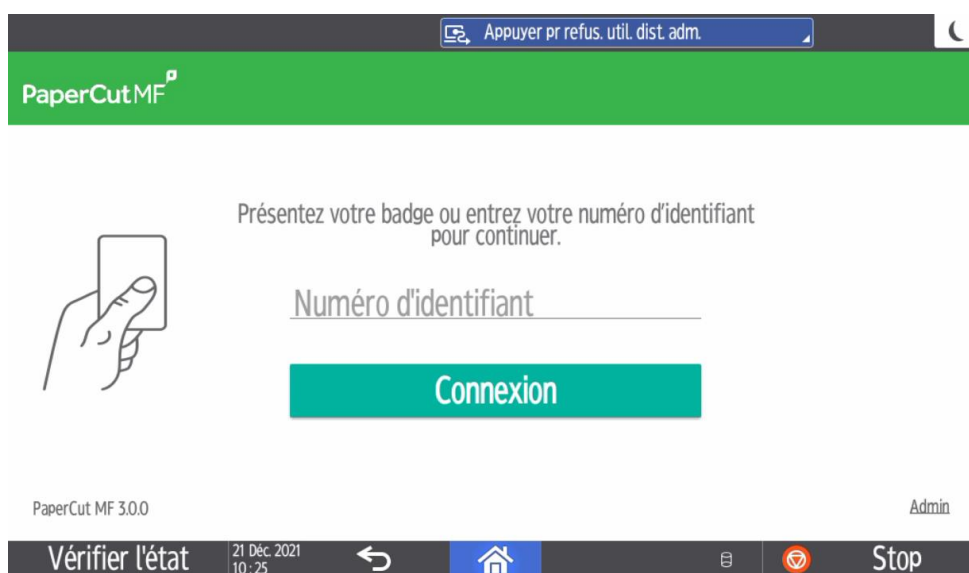 Appuyer pr refus. util. dist. adm.
PaperCut MF
Présentez votre badge ou entrez votre numéro d'identifiant
pour continuer.
Numéro d'identifiant
Connexion
PaperCut MF 3.0.0
Admin
Vérifier l'état
21 Déc. 2021
10:25
Stop